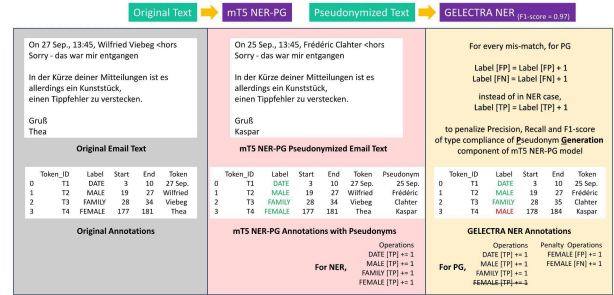 Original Text mT5 NER-PG Pseudonymized Text GELECTRA NER (F1-score = 0.97)
On 27 Sep., 13:45, Wilfried Viebeg <hors
Sorry - das war mir entgangen
In der Kürze deiner Mitteilungen ist es
allerdings ein Kunststück,
einen Tippfehler zu verstecken.
Gruß
Thea
Original Email Text
Token_ID Label Start End Token
0 T1 DATE 3 10 27 Sep.
1 T2 MALE 19 27 Wilfried
2 T3 FAMILY 28 34 Viebeg
3 T4 FEMALE 177 181 Thea
Original Annotations
On 25 Sep., 13:45, Frédéric Clahter <hors
Sorry - das war mir entgangen
In der Kürze deiner Mitteilungen ist es
allerdings ein Kunststück,
einen Tippfehler zu verstecken.
Gruß
Kaspar
mT5 NER-PG Pseudonymized Email Text
Token_ID Label Start End Token Pseudonym
0 T1 DATE 3 10 27 Sep. 25 Sep.
1 T2 MALE 19 27 Wilfried Frédéric
2 T3 FAMILY 28 34 Viebeg Clahter
3 T4 FEMALE 177 181 Thea Kaspar
mT5 NER-PG Annotations with Pseudonyms
Operations
DATE [TP] += 1
For NER, MALE [TP] += 1
FAMILY [TP] += 1
FEMALE [TP] += 1
For every mis-match, for PG
Label [FP] = Label [FP] + 1
Label [FN] = Label [FN] + 1
instead of in NER case,
Label [TP] = Label [TP] + 1
to penalize Precision, Recall and F1-score
of type compliance of Pseudonym Generation
component of mT5 NER-PG model
Token_ID Label Start End Token
0 T1 DATE 3 10 25 Sep.
1 T2 MALE 19 27 Frédéric
2 T3 FAMILY 28 35 Clahter
3 T4 MALE 178 184 Kaspar
GELECTRA NER Annotations
Operations Penalty Operations
DATE [TP] += 1 FEMALE [FP] += 1
For PG, MALE [TP] += 1 FEMALE [FN] += 1
FAMILY [TP] += 1
FEMALE [TP] += 1